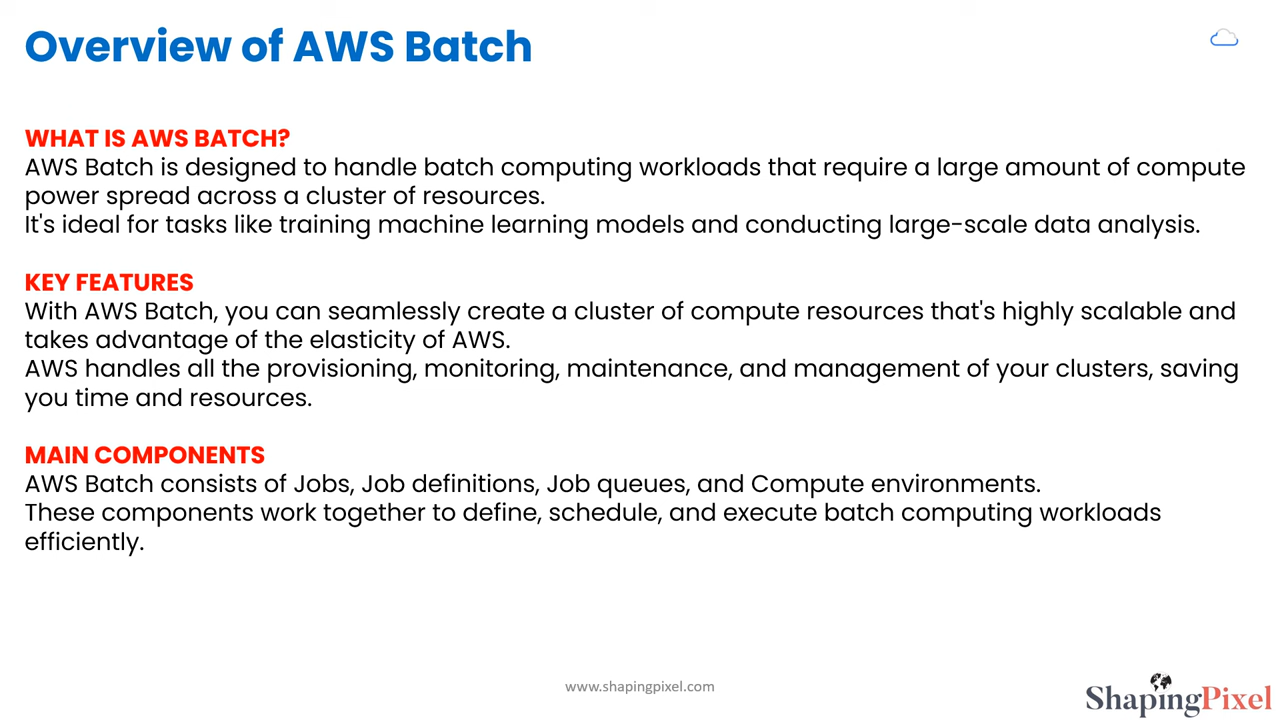 Overview of AWS Batch
WHAT IS AWS BATCH?
AWS Batch is designed to handle batch computing workloads that require a large amount of compute
power spread across a cluster of resources.
It's ideal for tasks like training machine learning models and conducting large-scale data analysis.
KEY FEATURES
With AWS Batch, you can seamlessly create a cluster of compute resources that's highly scalable and
takes advantage of the elasticity of AWS.
AWS handles all the provisioning, monitoring, maintenance, and management of your clusters, saving
you time and resources.
MAIN COMPONENTS
AWS Batch consists of Jobs, Job definitions, Job queues, and Compute environments.
These components work together to define, schedule, and execute batch computing workloads
efficiently.
www.shapingpixel.com
ShapingPixel